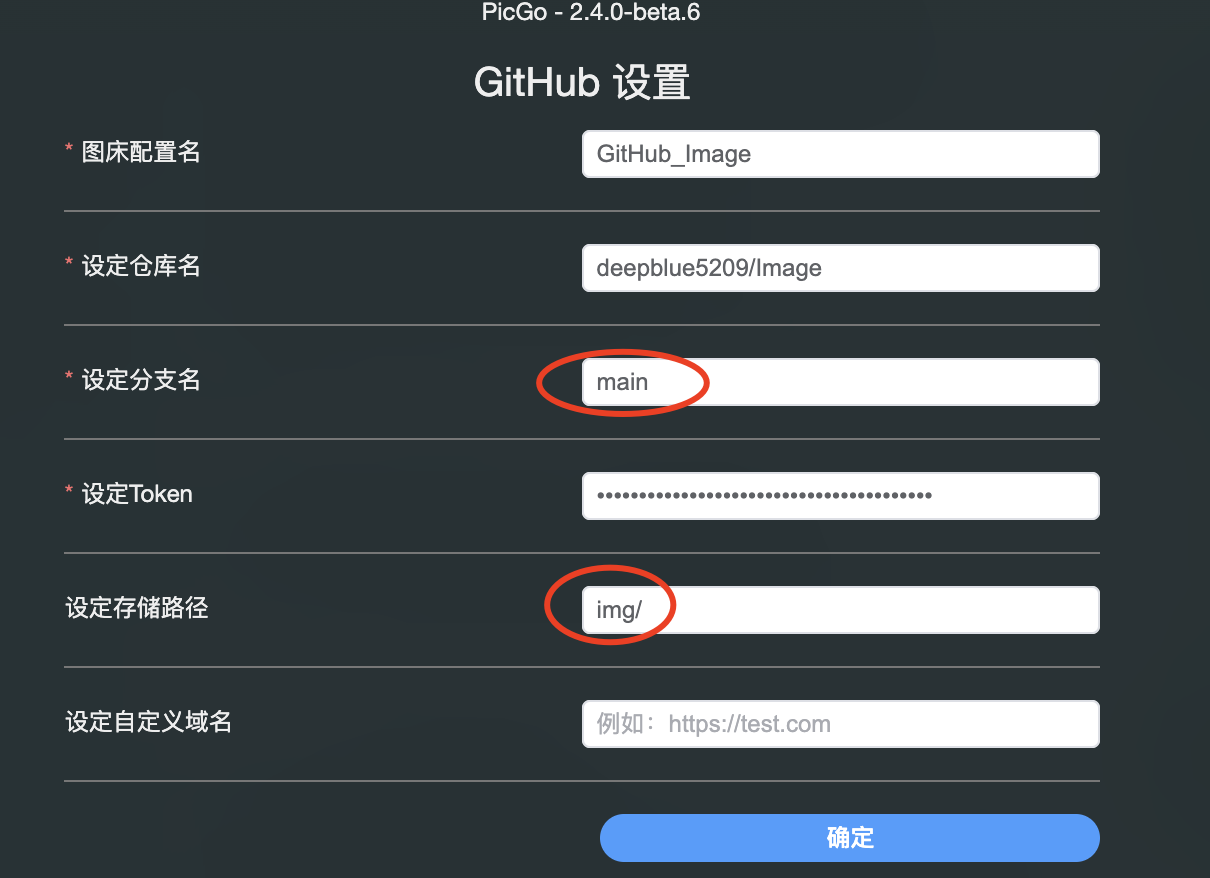 PicGo - 2.4.0-beta.6
GitHub 设置
* 图床配置名
GitHub_Image
* 设定仓库名
deepblue5209/Image
* 设定分支名
main
* 设定Token
••••••••••••••••••••••••••••••••••••••••
设定存储路径
img/
设定自定义域名
例如：https://test.com
确定